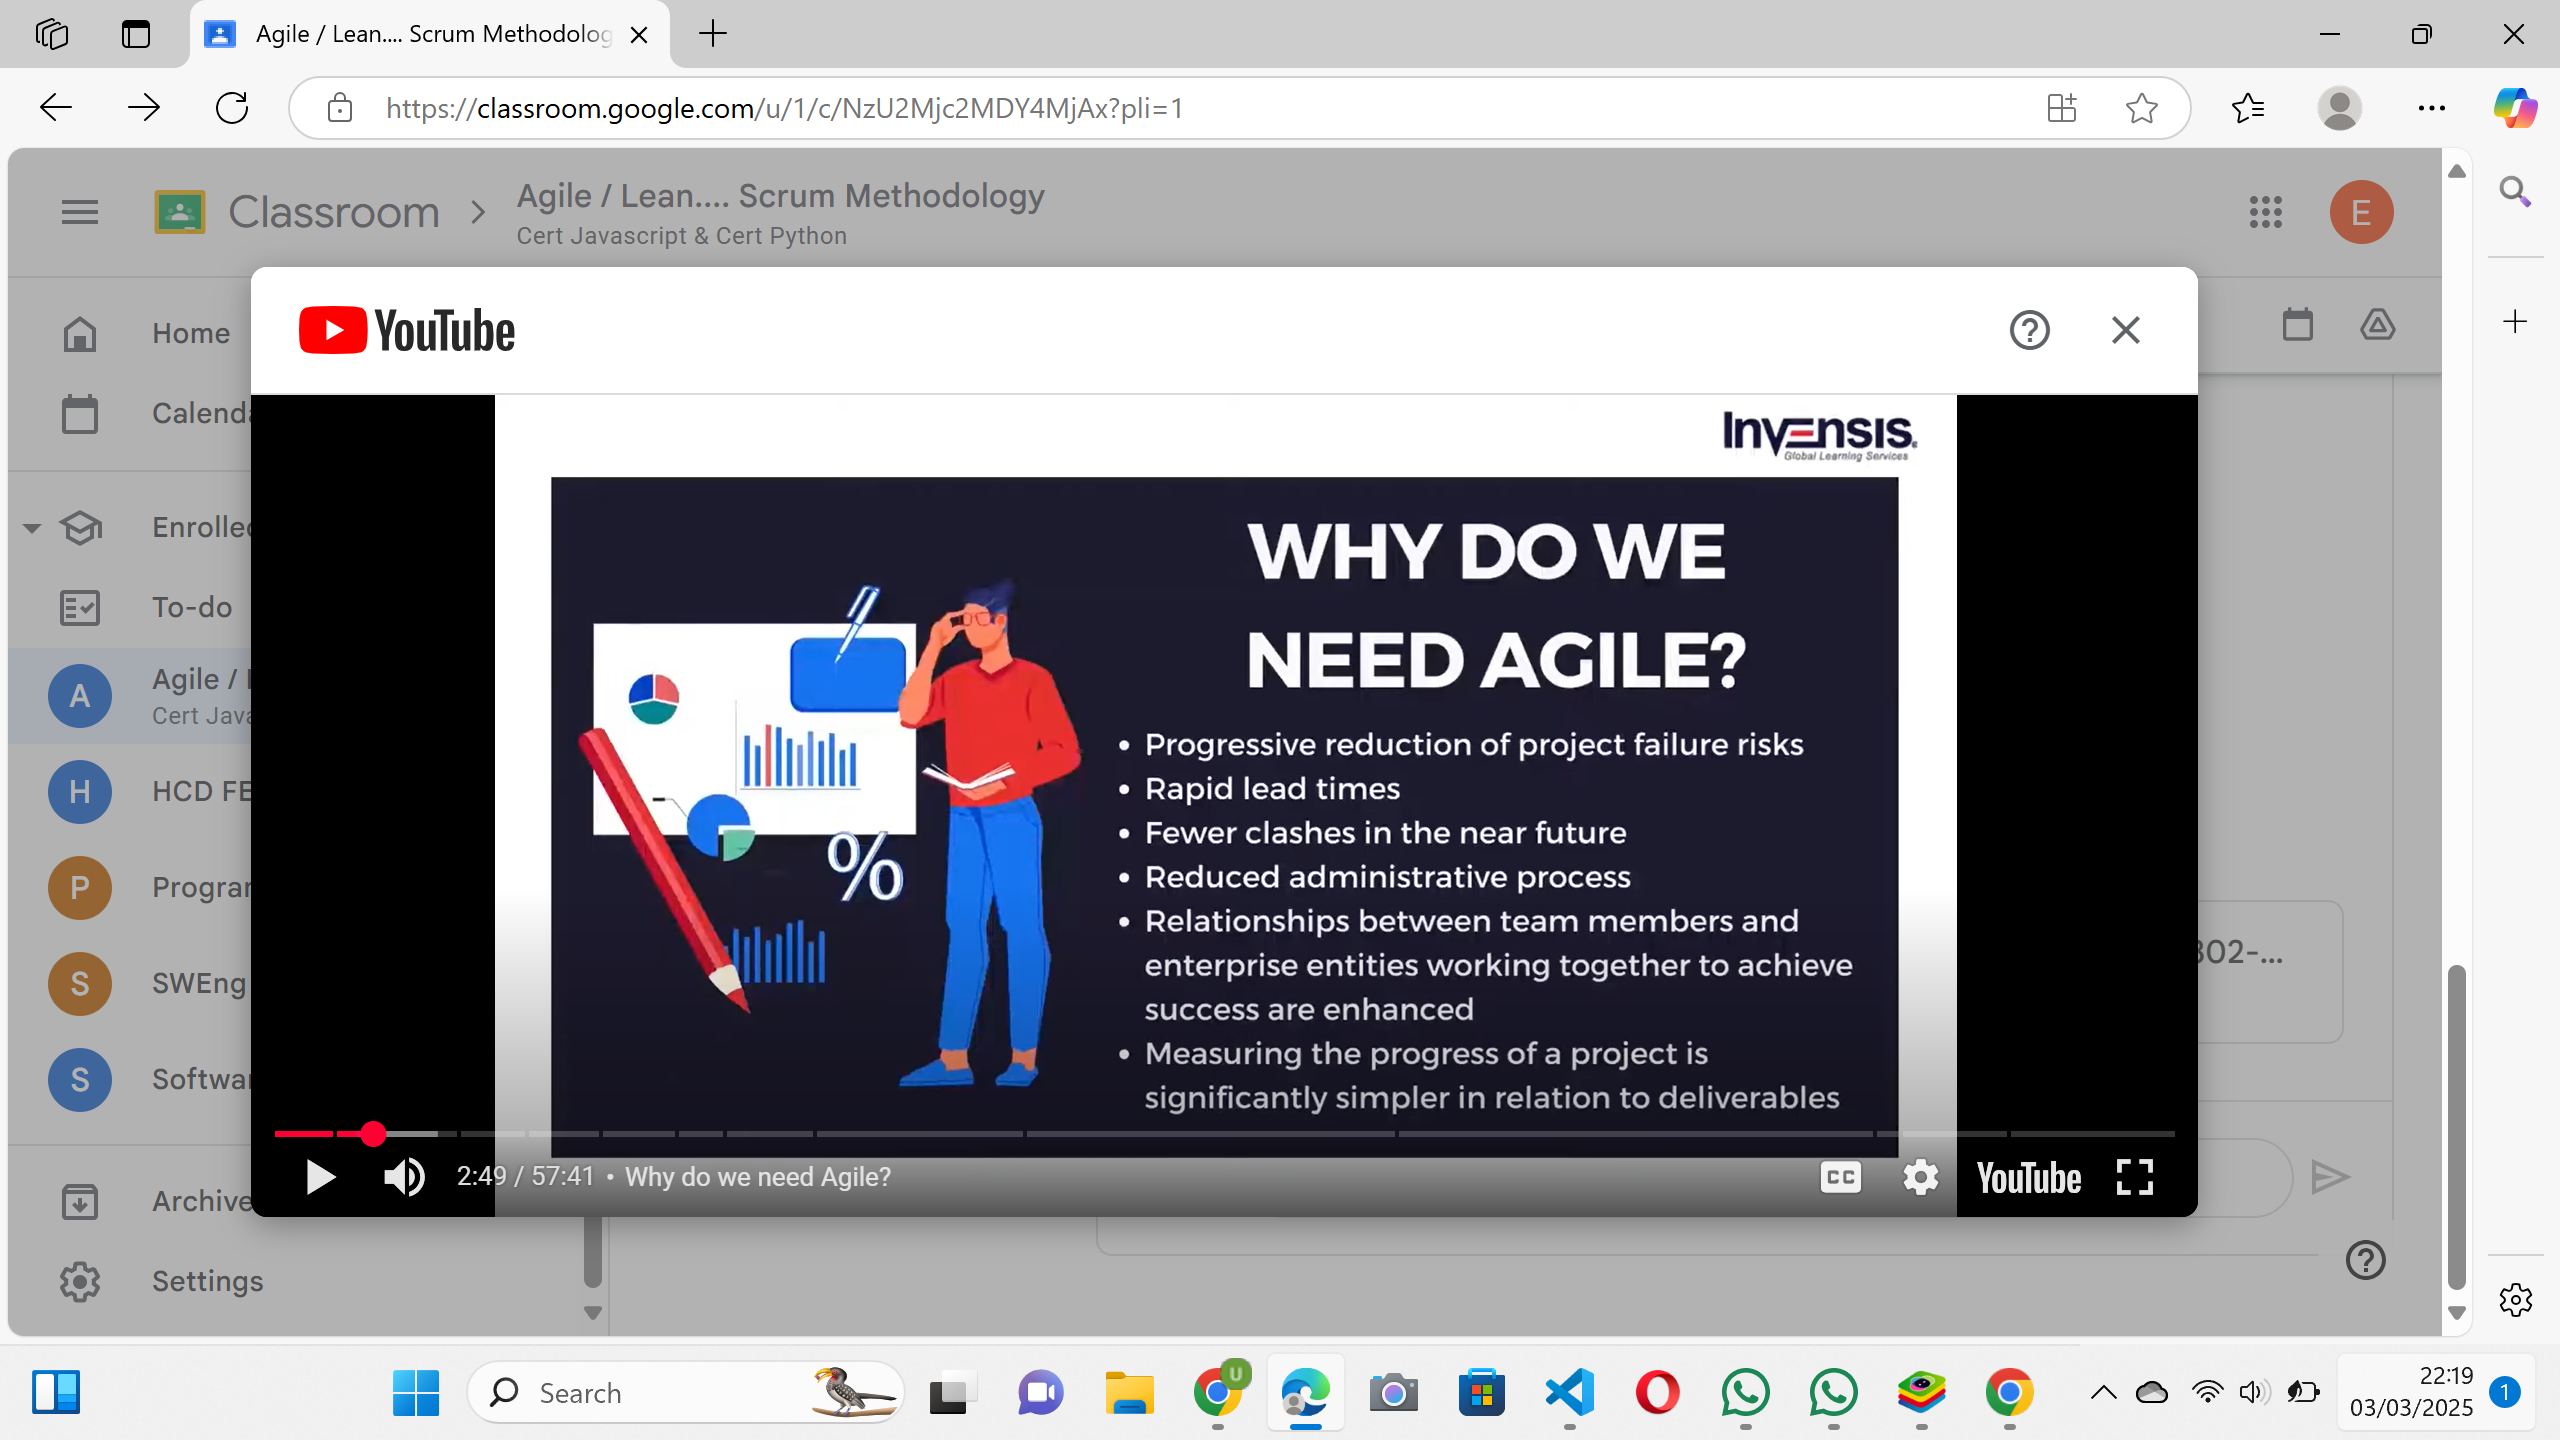 Agile / Lean.... Scrum Methodolog
https://classroom.google.com/u/1/c/NzU2Mjc2MDY4MjAx?pli=1
Classroom
Agile / Lean.... Scrum Methodology
Cert Javascript & Cert Python
E
Home
Calenda
Enrolled
To-do
A
Agile /
Cert Java
H
HCD FE
P
Program
S
SWEng
S
Softwar
Archive
Settings
YouTube
Invensis
Global Learning Services
WHY DO WE
NEED AGILE?
• Progressive reduction of project failure risks
• Rapid lead times
• Fewer clashes in the near future
• Reduced administrative process
• Relationships between team members and
enterprise entities working together to achieve
success are enhanced
• Measuring the progress of a project is
significantly simpler in relation to deliverables
%
2:49 / 57:41 • Why do we need Agile?
CC
YouTube
302-...
Search
U
22:19
03/03/2025
1